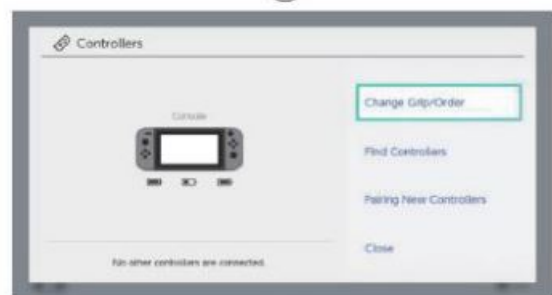 Controllers
Console
Change Grip/Order
Find Controllers
Pairing New Controllers
Close
No other controllers are connected.